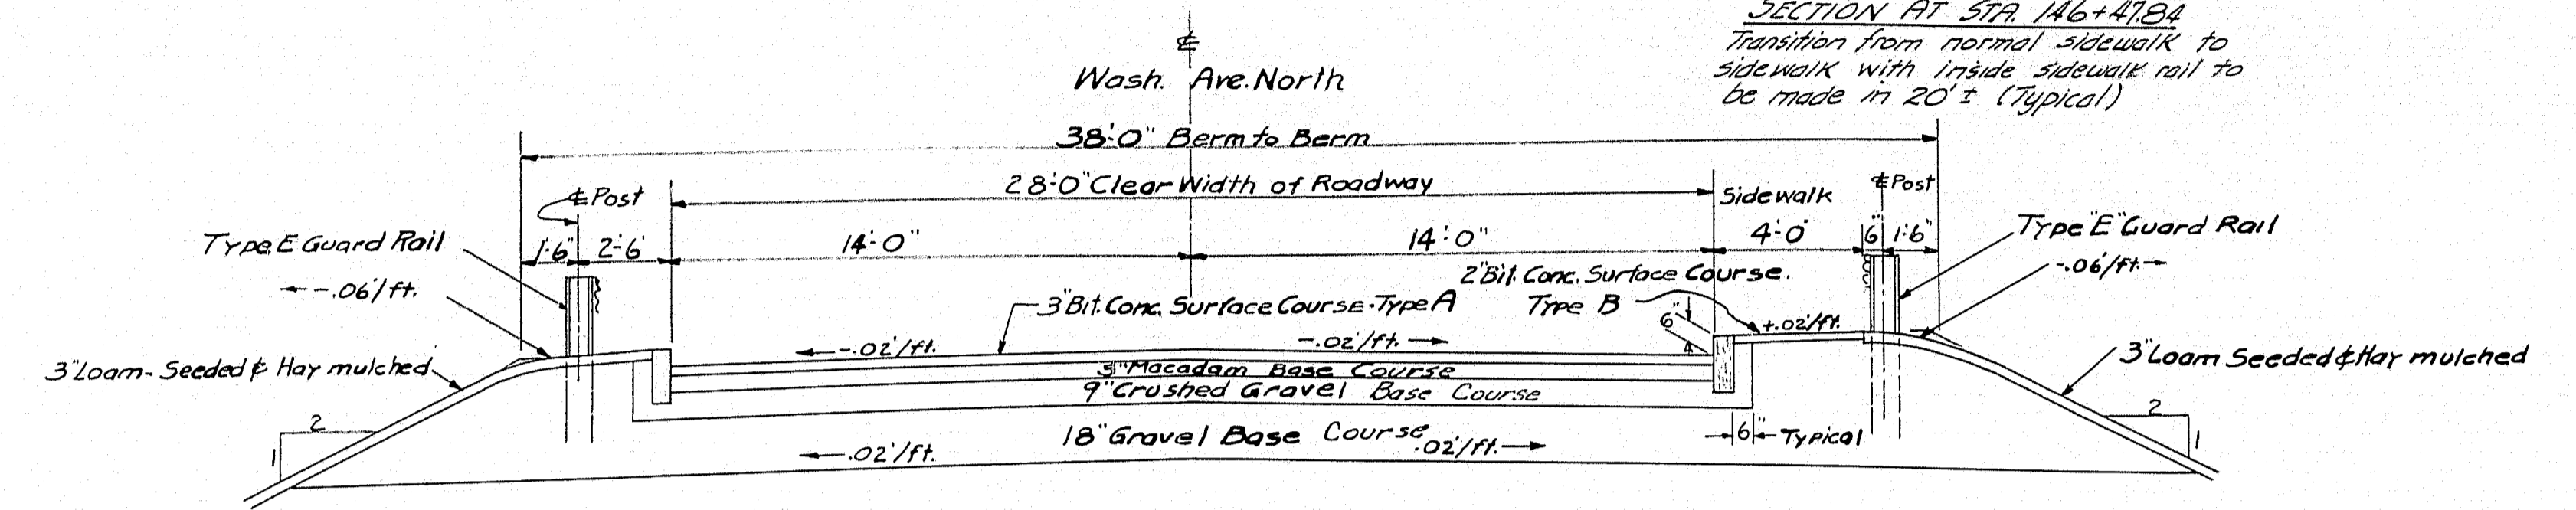 SECTION AT STA. 146+47.84
Transition from normal sidewalk to
sidewalk with inside sidewalk rail to
be made in 20'± (Typical)
℄
Wash. Ave. North
38'-0" Berm to Berm
28'-0" Clear Width of Roadway
℄ Post
Sidewalk
℄ Post
Type E Guard Rail
1'-6"
2'-6"
14'-0"
14'-0"
4'-0"
6"
1'-6"
Type "E" Guard Rail
-.06'/ft.
-.06'/ft.
2" Bit. Conc. Surface Course.
Type B
3" Bit. Conc. Surface Course-Type A
6"
+.02'/ft.
-.02'/ft.
-.02'/ft.
3" Loam-Seeded & Hay mulched
3" Loam Seeded & Hay mulched
3" Macadam Base Course
9" Crushed Gravel Base Course
18" Gravel Base Course
6"
Typical
.02'/ft.
.02'/ft.
2
1
2
1